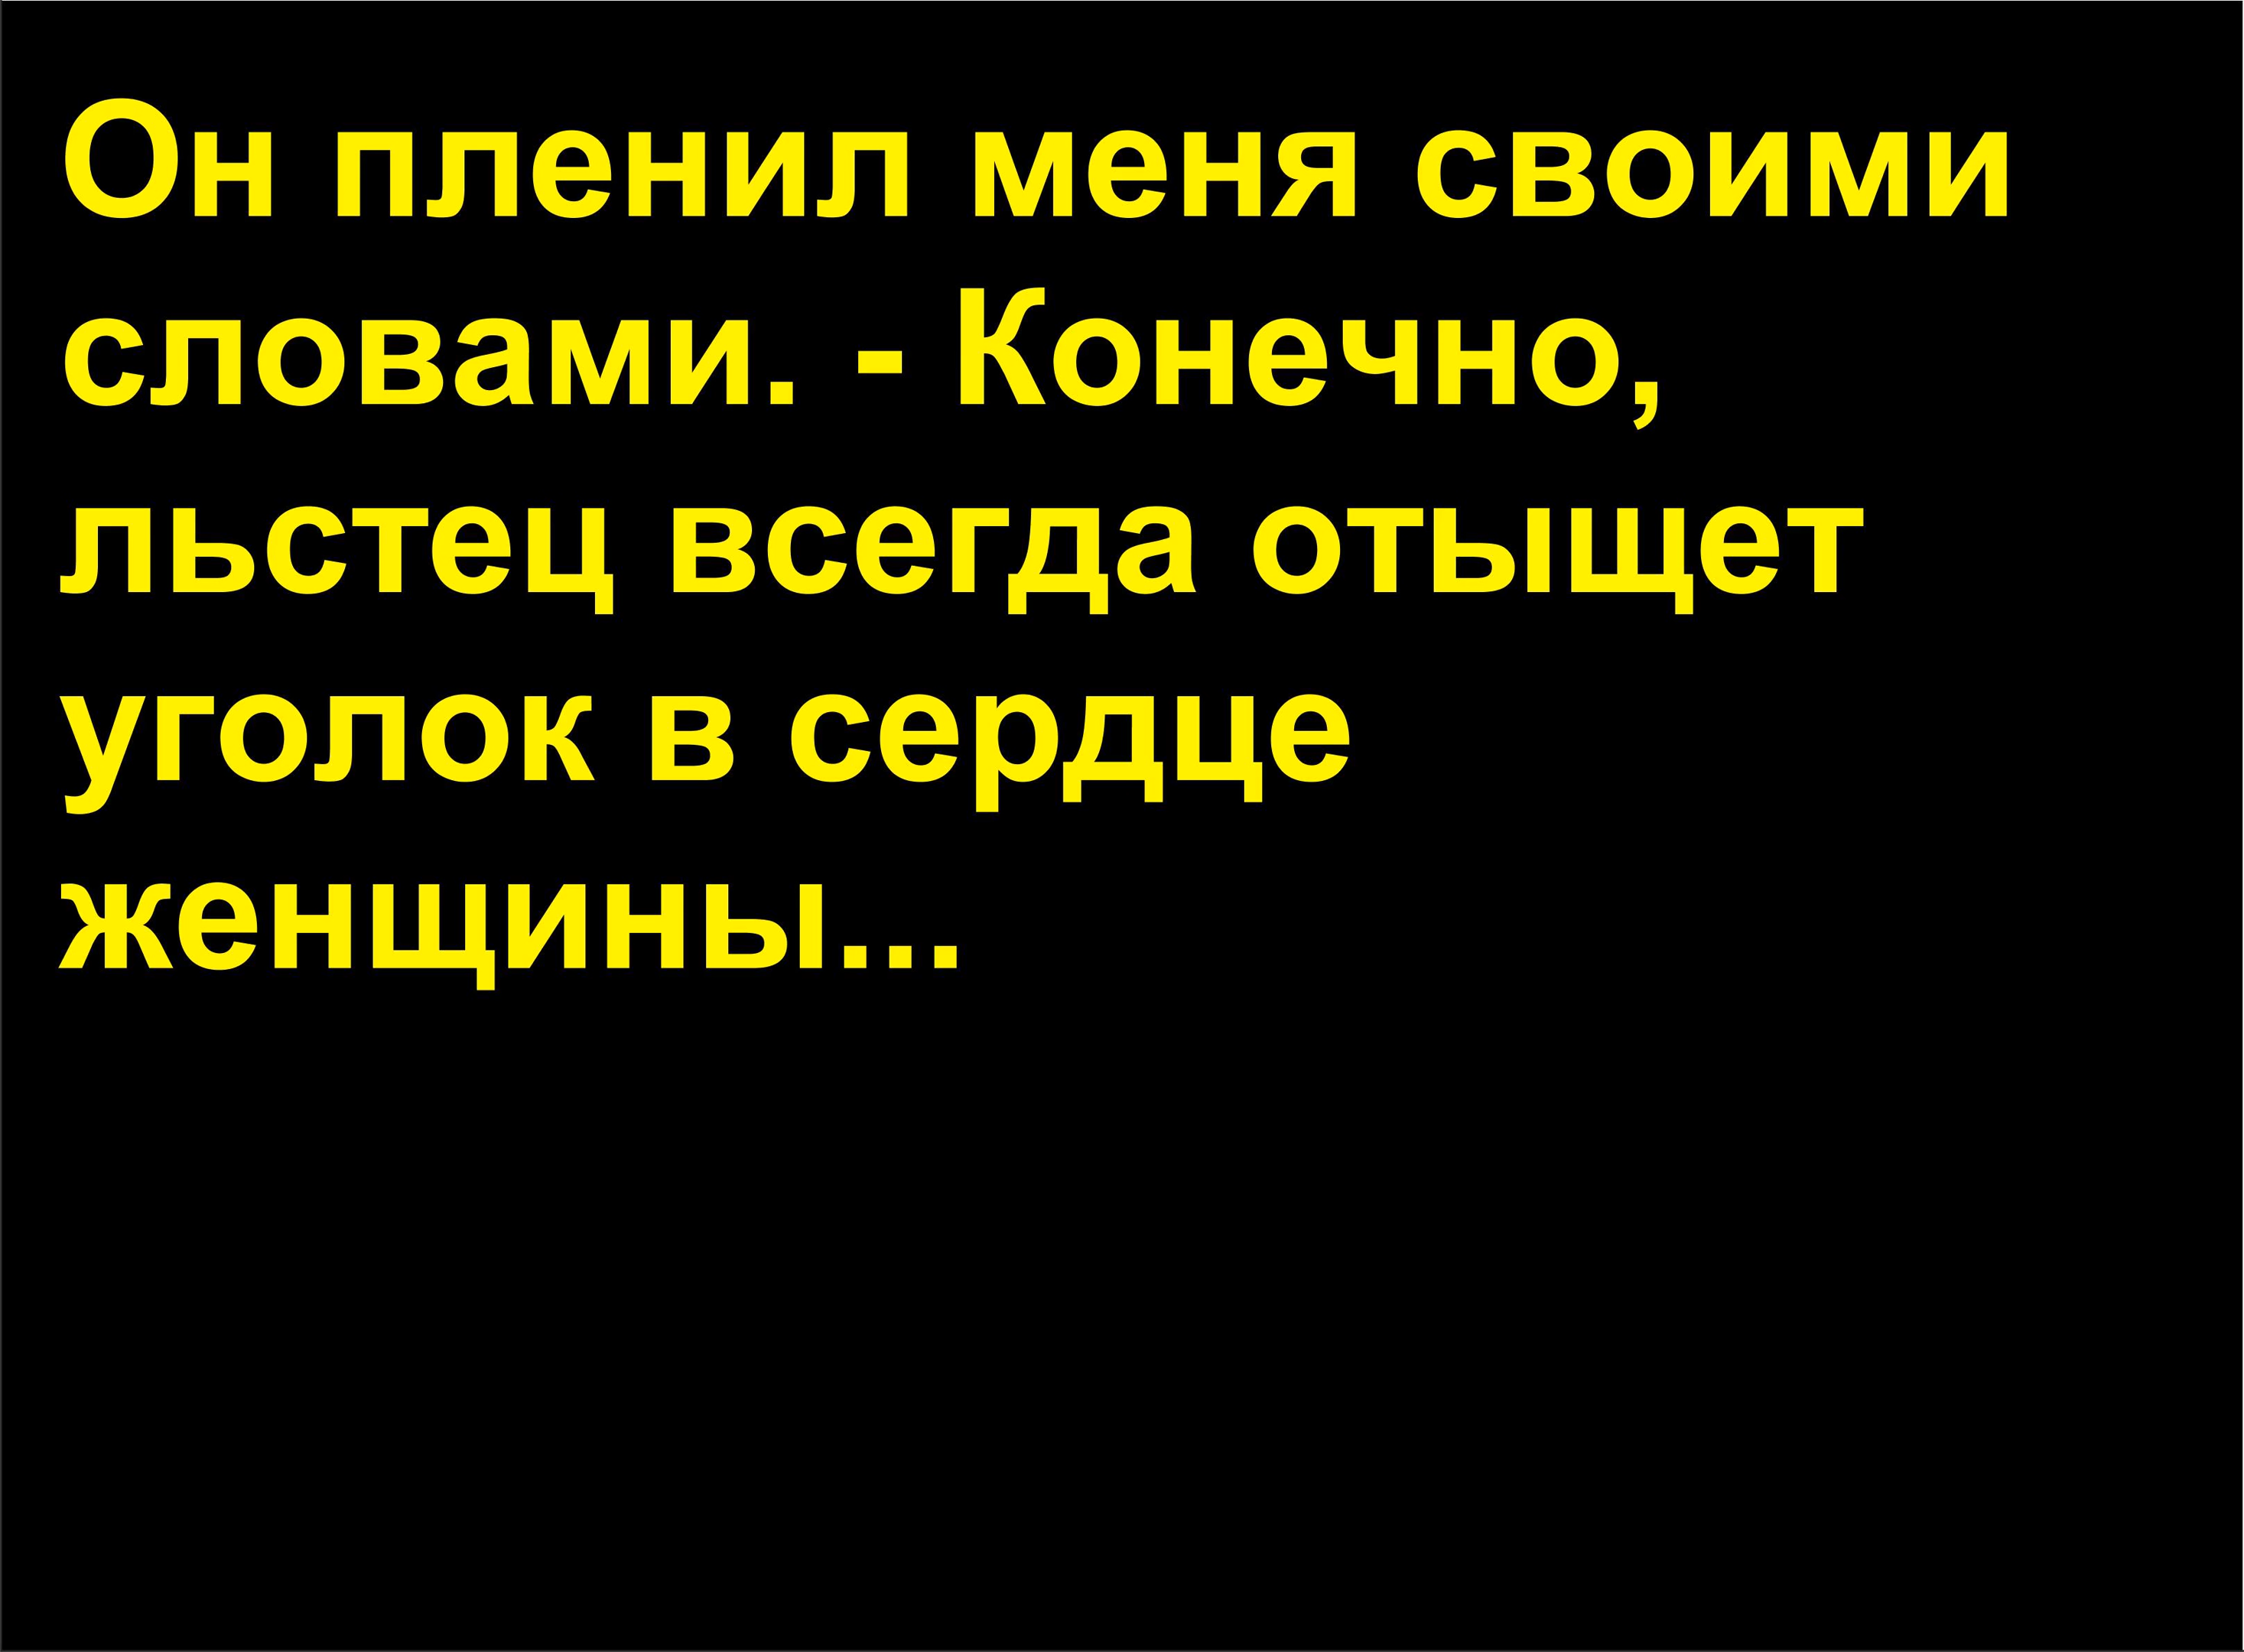 Он пленил меня своими
словами. - Конечно,
льстец всегда отыщет
уголок в сердце
женщины...